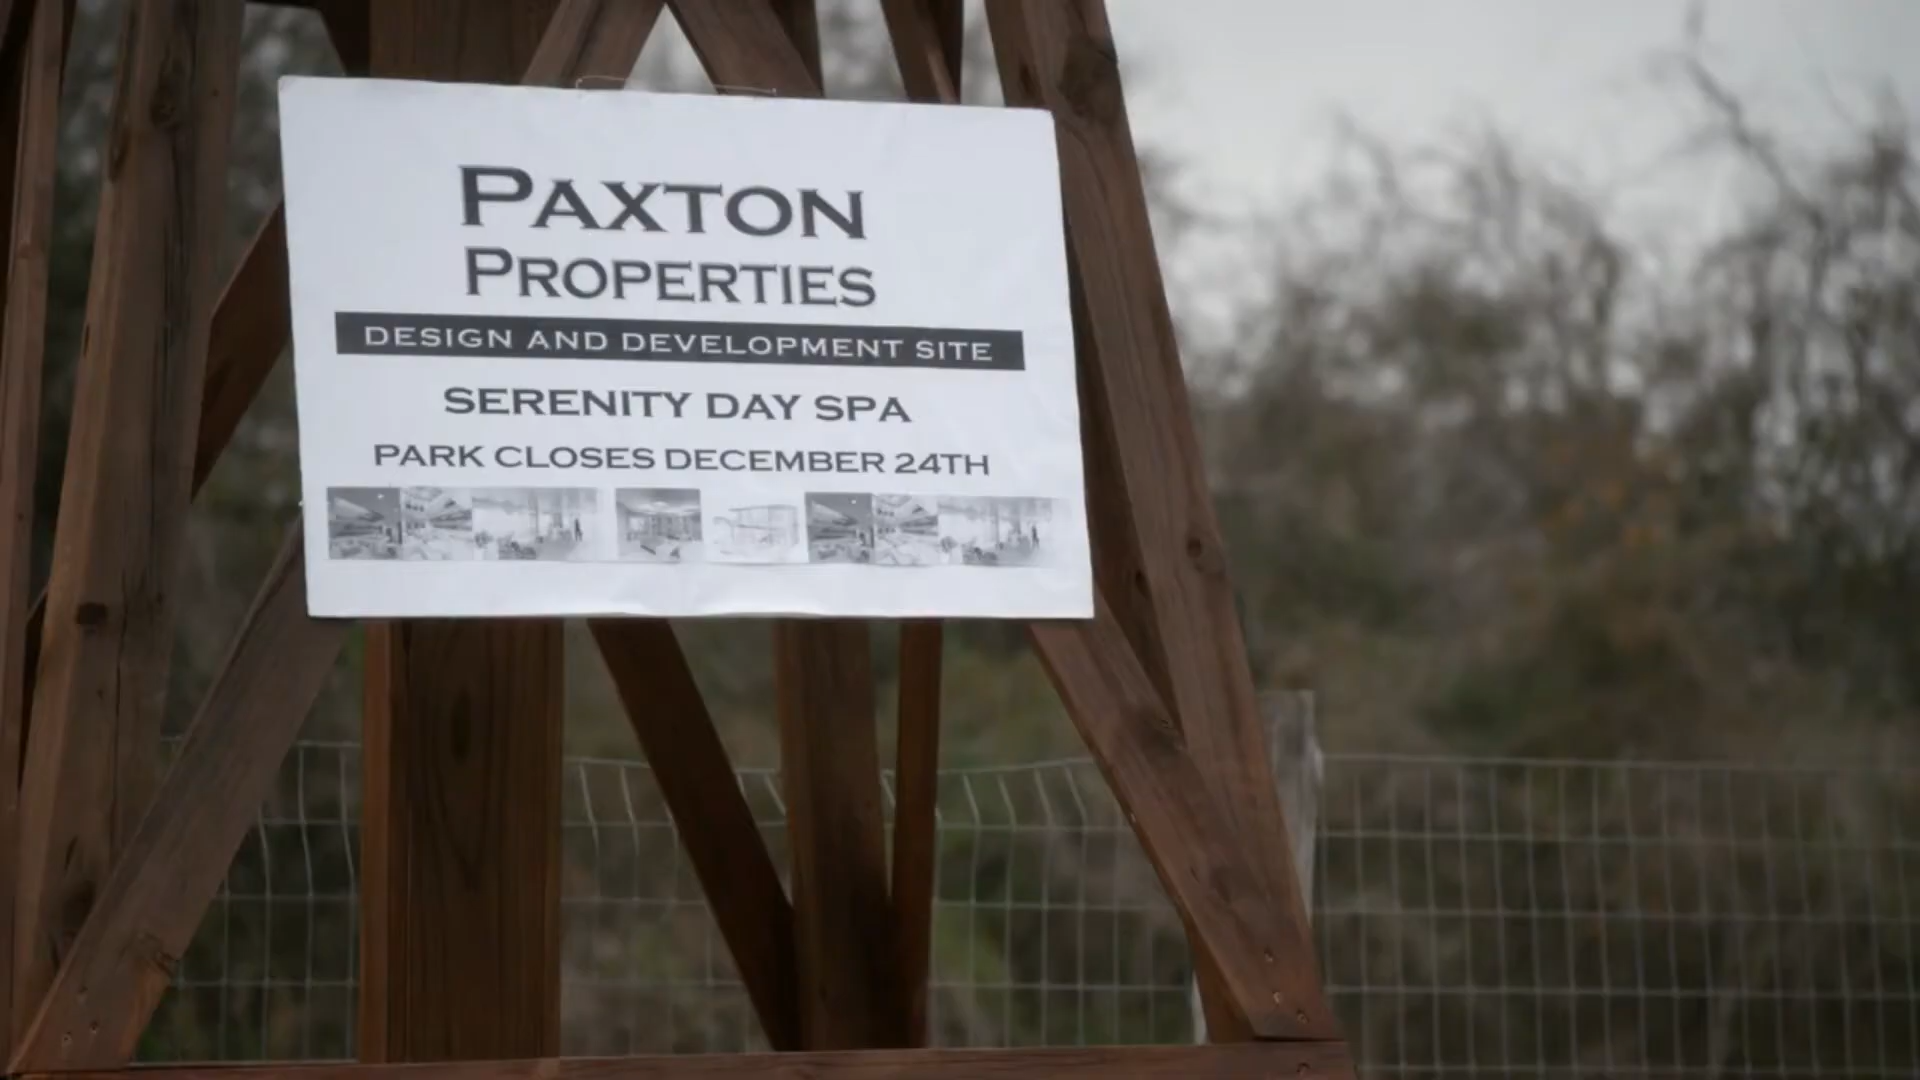 PAXTON
PROPERTIES
DESIGN AND DEVELOPMENT SITE
SERENITY DAY SPA
PARK CLOSES DECEMBER 24TH